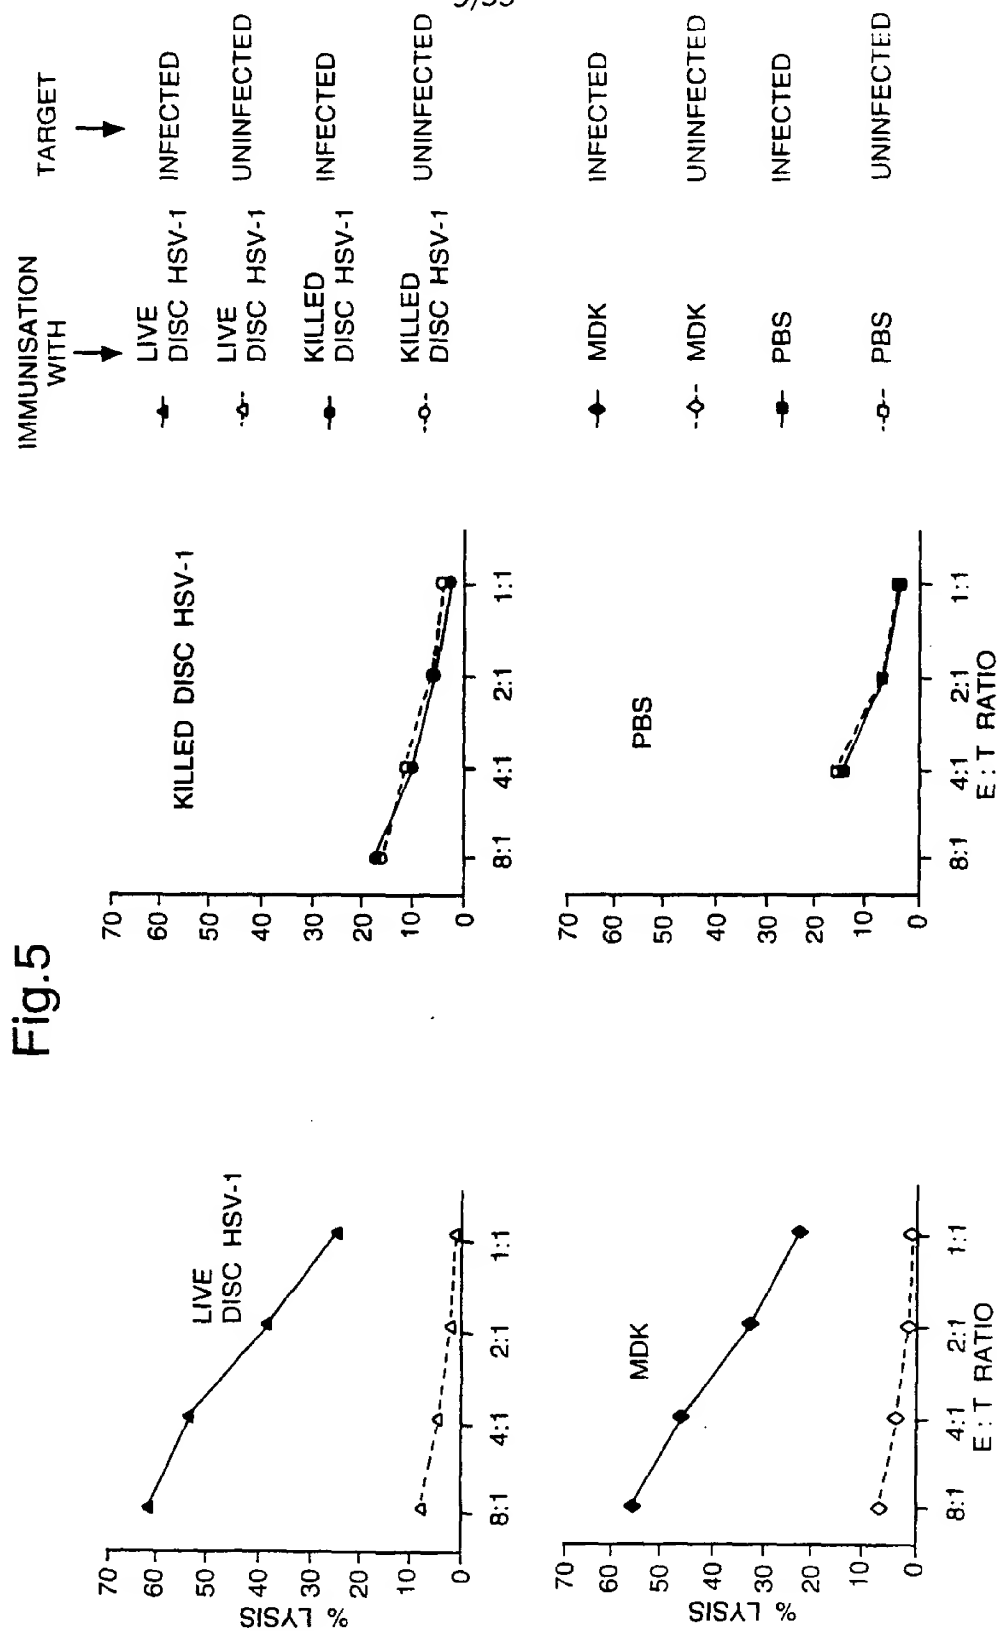 Fig.5
LIVE
DISC HSV-1
% LYSIS
70
60
50
40
30
20
10
0
8:1
4:1
2:1
1:1
KILLED DISC HSV-1
70
60
50
40
30
20
10
0
8:1
4:1
2:1
1:1
MDK
% LYSIS
70
60
50
40
30
20
10
0
8:1
4:1
2:1
1:1
E:T RATIO
PBS
70
60
50
40
30
20
10
0
8:1
4:1
2:1
1:1
E:T RATIO
IMMUNISATION
WITH
TARGET
LIVE
DISC HSV-1 INFECTED
LIVE
DISC HSV-1 UNINFECTED
KILLED
DISC HSV-1 INFECTED
KILLED
DISC HSV-1 UNINFECTED
MDK INFECTED
MDK UNINFECTED
PBS INFECTED
PBS UNINFECTED